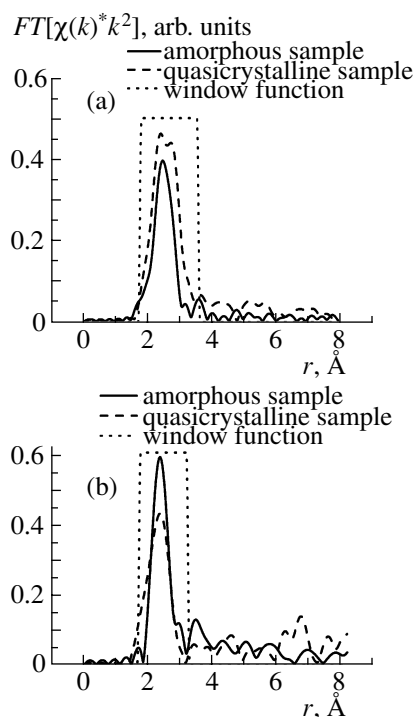 FT[χ(k)*k²], arb. units
amorphous sample
quasicrystalline sample
window function
(a)
0.6
0.4
0.2
0
0 2 4 6 8
r, Å
amorphous sample
quasicrystalline sample
window function
(b)
0.6
0.4
0.2
0
0 2 4 6 8
r, Å